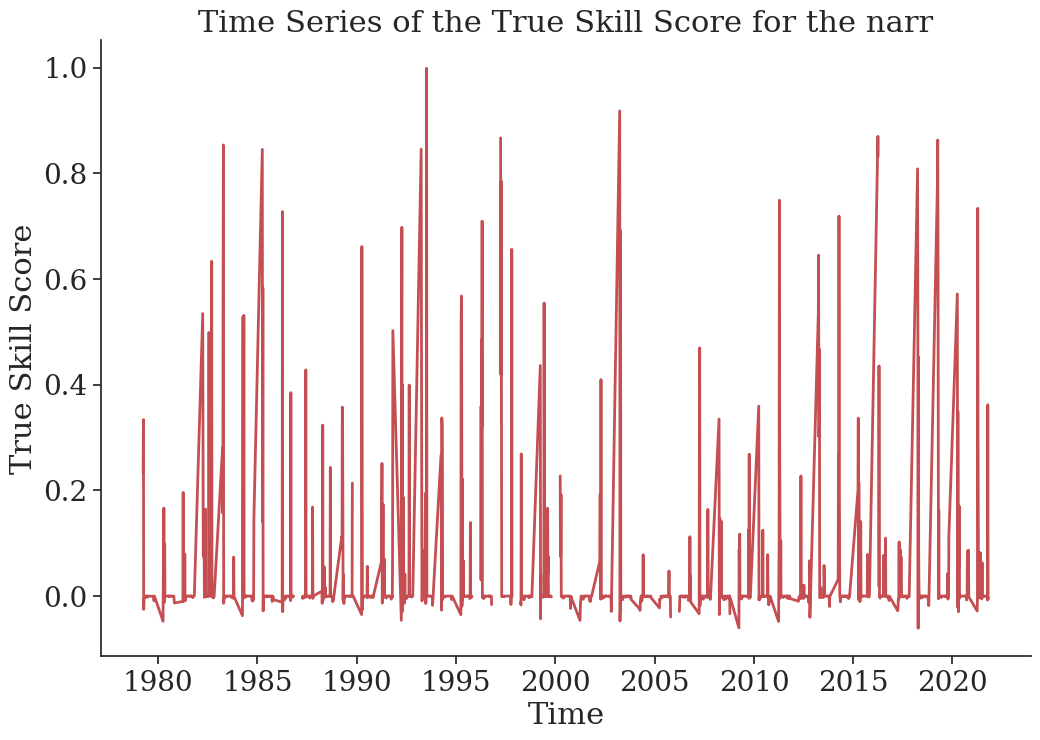 Time Series of the True Skill Score for the narr
1.0
0.8
0.6
0.4
0.2
0.0
True Skill Score
1980 1985 1990 1995 2000 2005 2010 2015 2020
Time